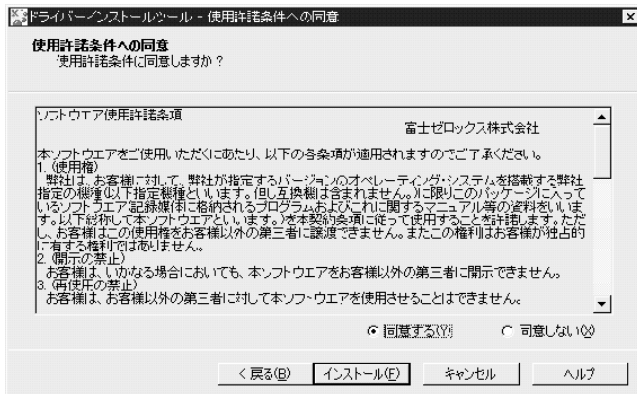 ドライバーインストールツール - 使用許諾条件への同意
使用許諾条件への同意
使用許諾条件に同意しますか？
ソフトウエア使用許諾条項
富士ゼロックス株式会社
本ソフトウエアをご使用いただくにあたり、以下の各条項が適用されますのでご了承ください。
1. (使用権)
弊社は、お客様に対して、弊社が指定するバージョンのオペレーティング・システムを搭載する弊社
指定の機種(以下指定機種といいます。但し互換機は含まれません。)に限りこのパッケージに入って
いるソフトウエア記録媒体に格納されるプログラムおよびこれに関するマニュアル等の資料をいいま
す。以下総称して本ソフトウエアといいます。)を本契約条項に従って使用することを許諾します。ただ
し、お客様はこの使用権をお客様以外の第三者に譲渡できません。またこの権利はお客様が独占的
に有する権利ではありません。
2. (開示の禁止)
お客様は、いかなる場合においても、本ソフトウエアをお客様以外の第三者に開示できません。
3. (再使用の禁止)
お客様は、お客様以外の第三者に対して本ソフトウエアを使用させることはできません。
同意する(Y) 同意しない(X)
< 戻る(B) インストール(F) キャンセル ヘルプ